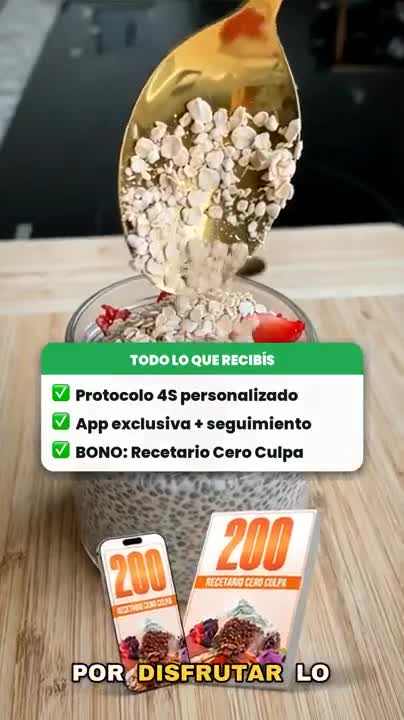 TODO LO QUE RECIBÍS
✅ Protocolo 4S personalizado
✅ App exclusiva + seguimiento
✅ BONO: Recetario Cero Culpa
200
RECETARIO CERO CULPA
200
RECETARIO CERO CULPA
POR DISFRUTAR LO